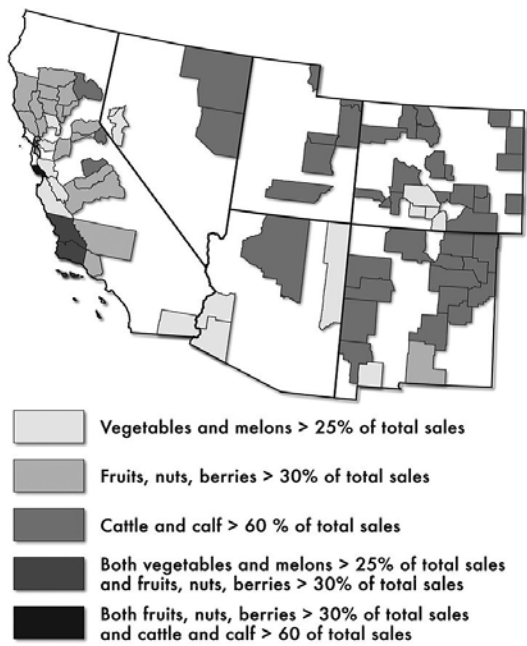 Vegetables and melons > 25% of total sales
Fruits, nuts, berries > 30% of total sales
Cattle and calf > 60 % of total sales
Both vegetables and melons > 25% of total sales
and fruits, nuts, berries > 30% of total sales
Both fruits, nuts, berries > 30% of total sales
and cattle and calf > 60 of total sales